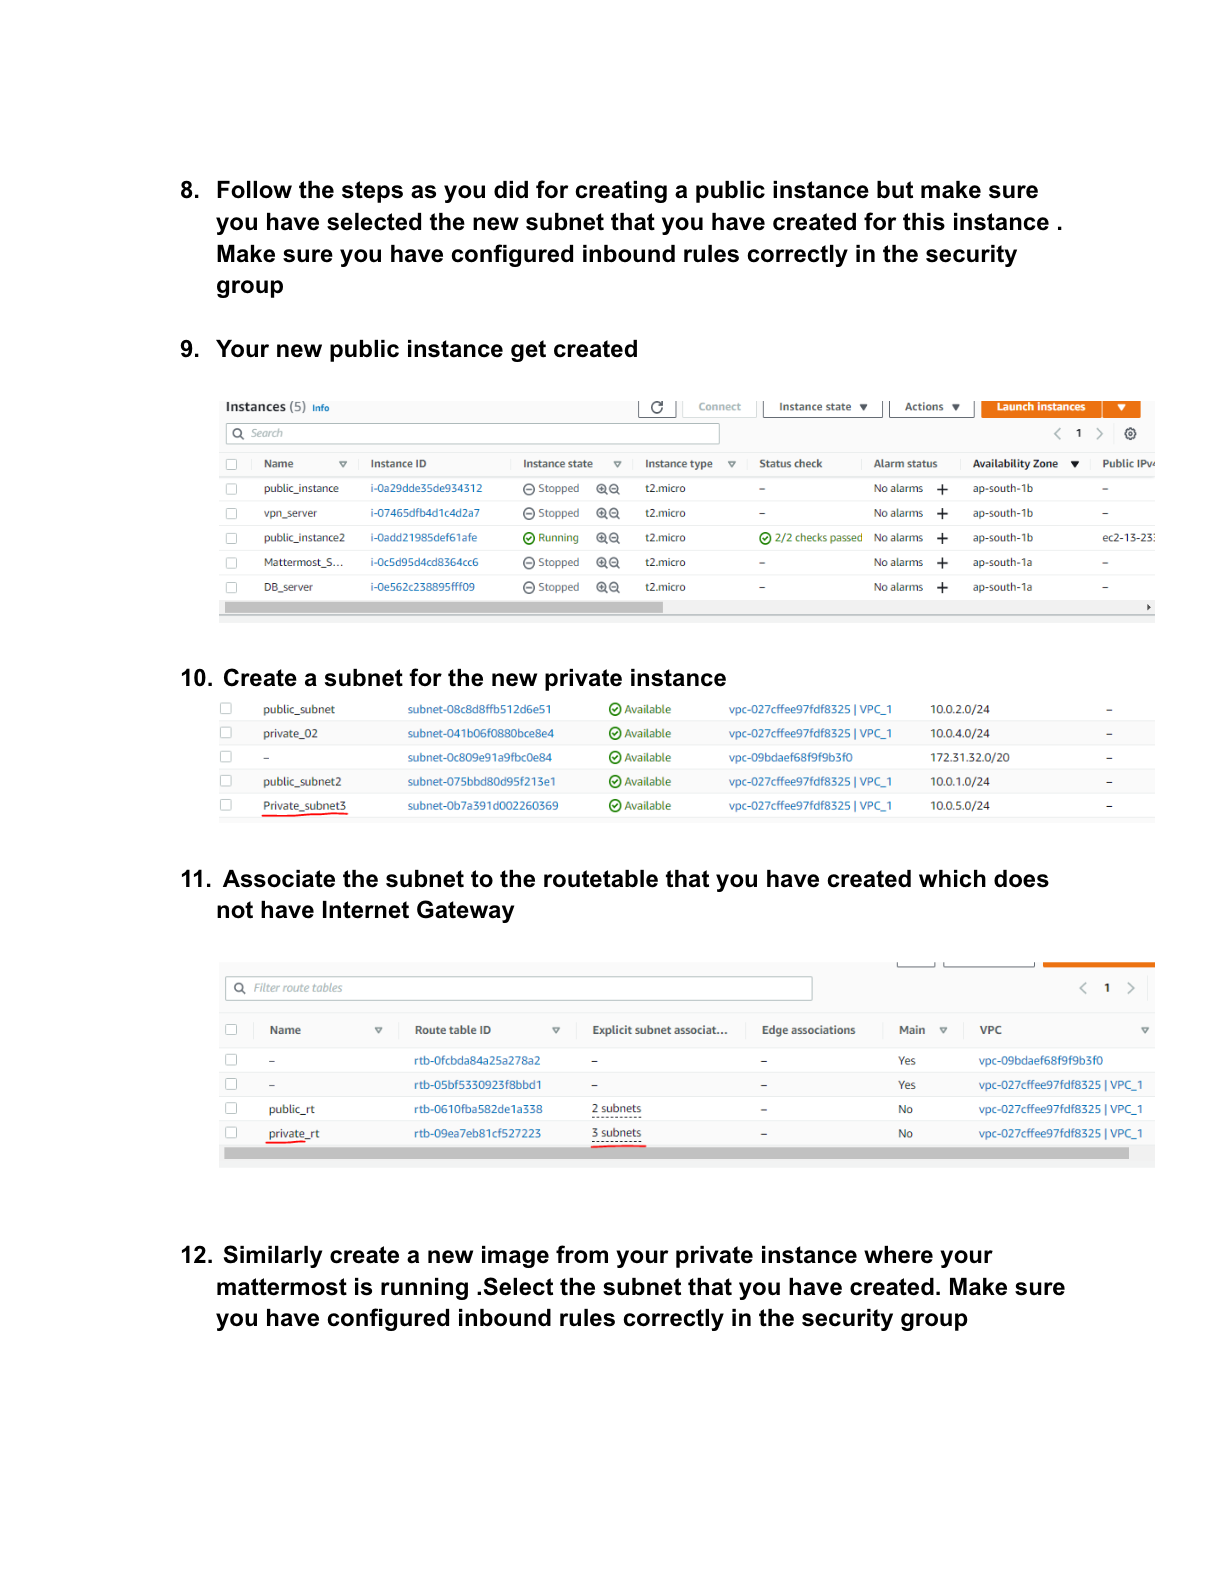 8. Follow the steps as you did for creating a public instance but make sure
you have selected the new subnet that you have created for this instance .
Make sure you have configured inbound rules correctly in the security
group
9. Your new public instance get created
Instances (5) Info Connect Instance state Actions Launch instances
Search 1
Name Instance ID Instance state Instance type Status check Alarm status Availability Zone Public IPv4
public_instance i-0a29dde35de934312 Stopped t2.micro – No alarms + ap-south-1b –
vpn_server i-07465dfb4d1c4d2a7 Stopped t2.micro – No alarms + ap-south-1b –
public_instance2 i-0add21985def61afe Running t2.micro 2/2 checks passed No alarms + ap-south-1b ec2-13-23
Mattermost_S... i-0c5d95d4cd8364cc6 Stopped t2.micro – No alarms + ap-south-1a –
DB_server i-0e562c238895fff09 Stopped t2.micro – No alarms + ap-south-1a –
10. Create a subnet for the new private instance
public_subnet subnet-08c8d8ffb512d6e51 Available vpc-027cffee97fdf8325 | VPC_1 10.0.2.0/24 –
private_02 subnet-041b06f0880bce8e4 Available vpc-027cffee97fdf8325 | VPC_1 10.0.4.0/24 –
– subnet-0c809e91a9fbc0e84 Available vpc-09bdaef68f9f9b3f0 172.31.32.0/20 –
public_subnet2 subnet-075bbd80d95f213e1 Available vpc-027cffee97fdf8325 | VPC_1 10.0.1.0/24 –
Private_subnet3 subnet-0b7a391d002260369 Available vpc-027cffee97fdf8325 | VPC_1 10.0.5.0/24 –
11. Associate the subnet to the routetable that you have created which does
not have Internet Gateway
Filter route tables 1
Name Route table ID Explicit subnet associat... Edge associations Main VPC
– rtb-0fcbda84a25a278a2 – – Yes vpc-09bdaef68f9f9b3f0
– rtb-05bf5330923f8bbd1 – – Yes vpc-027cffee97fdf8325 | VPC_1
public_rt rtb-0610fba582de1a338 2 subnets – No vpc-027cffee97fdf8325 | VPC_1
private_rt rtb-09ea7eb81cf527223 3 subnets – No vpc-027cffee97fdf8325 | VPC_1
12. Similarly create a new image from your private instance where your
mattermost is running .Select the subnet that you have created. Make sure
you have configured inbound rules correctly in the security group